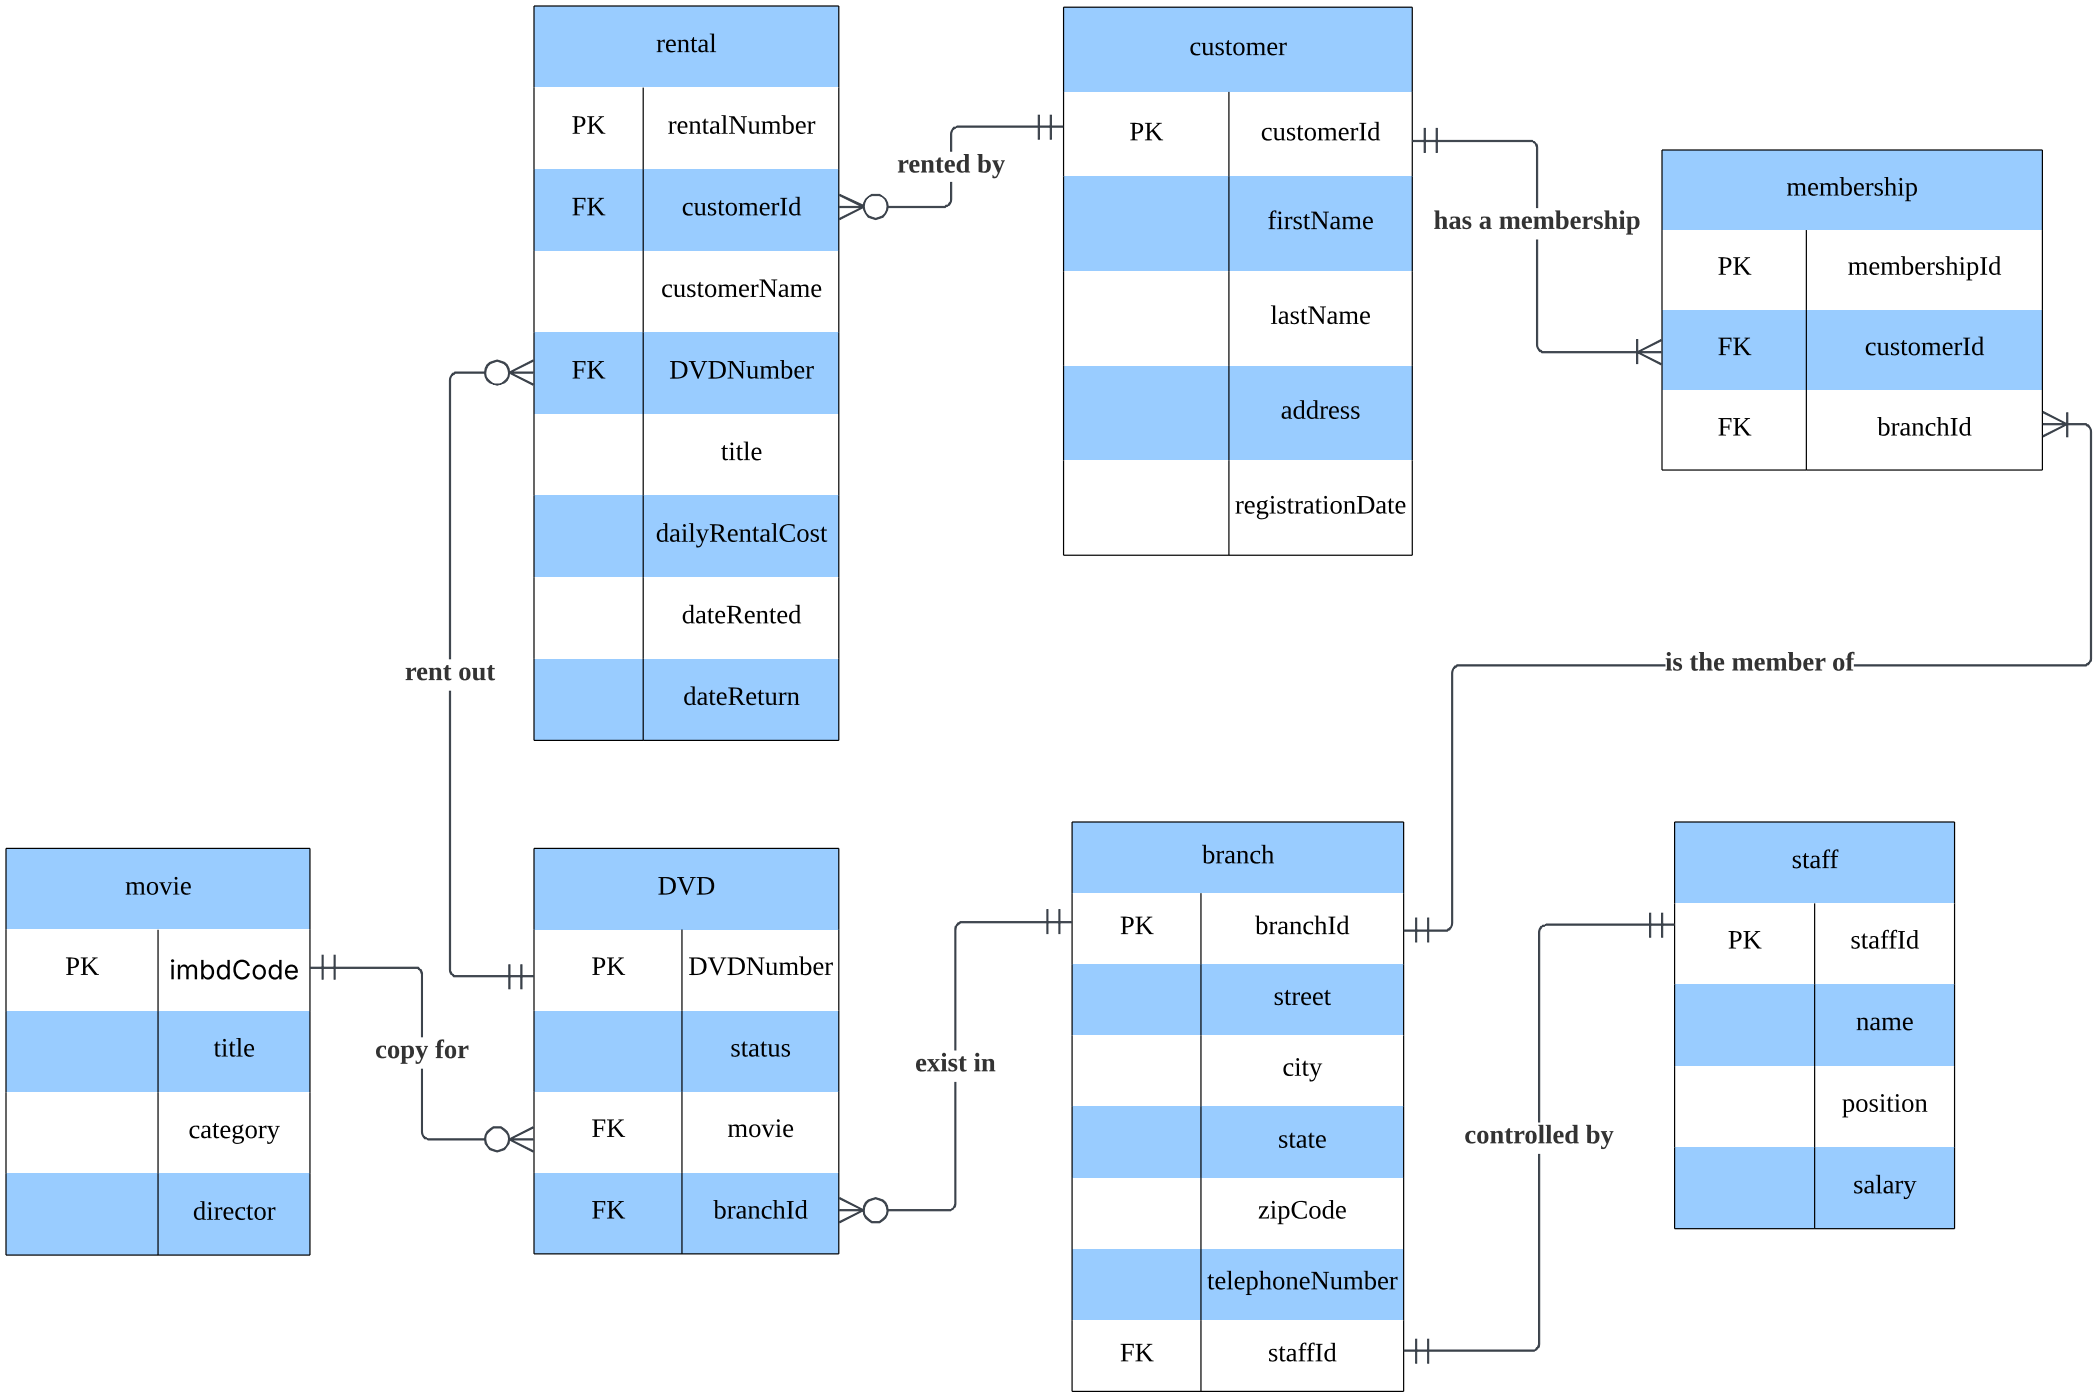 rental
PK rentalNumber
FK customerId
customerName
FK DVDNumber
title
dailyRentalCost
dateRented
dateReturn
rented by
customer
PK customerId
firstName
lastName
address
registrationDate
has a membership
membership
PK membershipId
FK customerId
FK branchId
rent out
is the member of
movie
PK imbdCode
title
category
director
copy for
DVD
PK DVDNumber
status
FK movie
FK branchId
exist in
branch
PK branchId
street
city
state
zipCode
telephoneNumber
FK staffId
controlled by
staff
PK staffId
name
position
salary